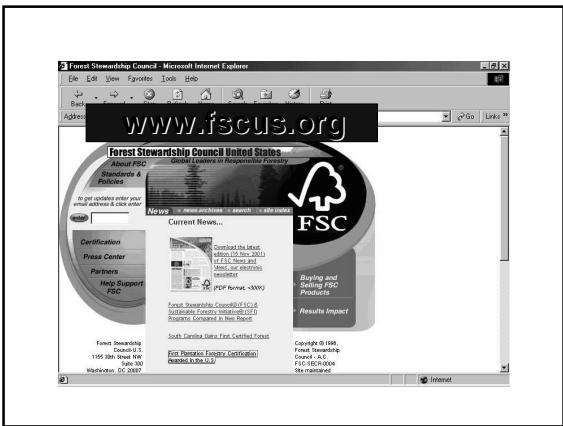 Forest Stewardship Council - Microsoft Internet Explorer
File Edit View Favorites Tools Help
Back
Address
Go Links »
www.fscus.org
Forest Stewardship Council United States
Global Leaders in Responsible Forestry
About FSC
Standards &
Policies
to get updates enter your
email address & click enter
enter
News » news archives » search » site index
FSC
Current News...
Download the latest
edition (15 Nov 2001)
of FSC News and
Views, our electronic
newsletter
(PDF format, <300K)
Certification
Press Center
Partners
Help Support
FSC
Buying and
Selling FSC
Products
Results Impact
Forest Stewardship Council® (FSC) &
Sustainable Forestry Initiative® (SFI)
Programs Compared In New Report
South Carolina Gains First Certified Forest
First Plantation Forestry Certification
Awarded In the U.S.
Forest Stewardship
Council-U.S.
1155 30th Street NW
Suite 300
Washington, DC 20007
Copyright © 1996,
Forest Stewardship
Council - A.C.
FSC-SECR-0004
Site maintained
Internet